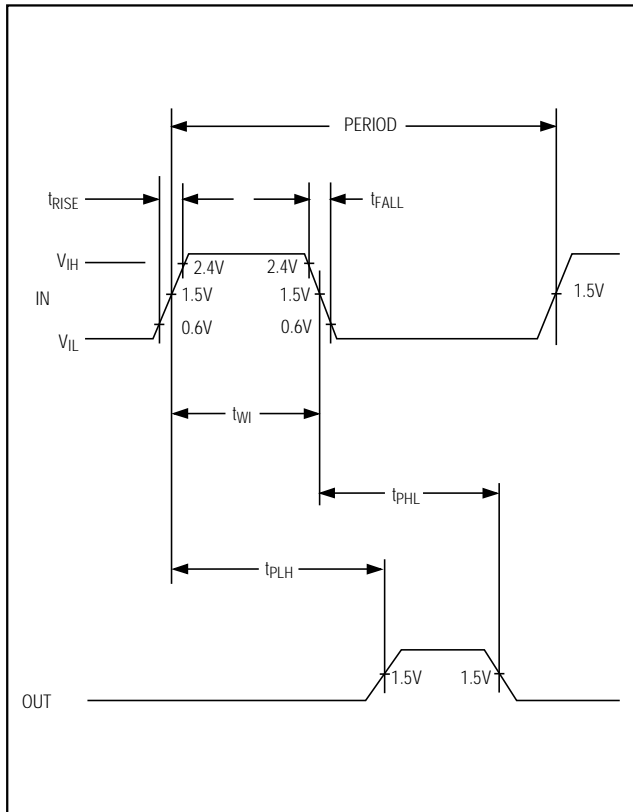 PERIOD
tRISE
tFALL
VIH
2.4V
2.4V
IN
1.5V
1.5V
1.5V
0.6V
0.6V
VIL
tWI
tPHL
tPLH
1.5V
1.5V
OUT